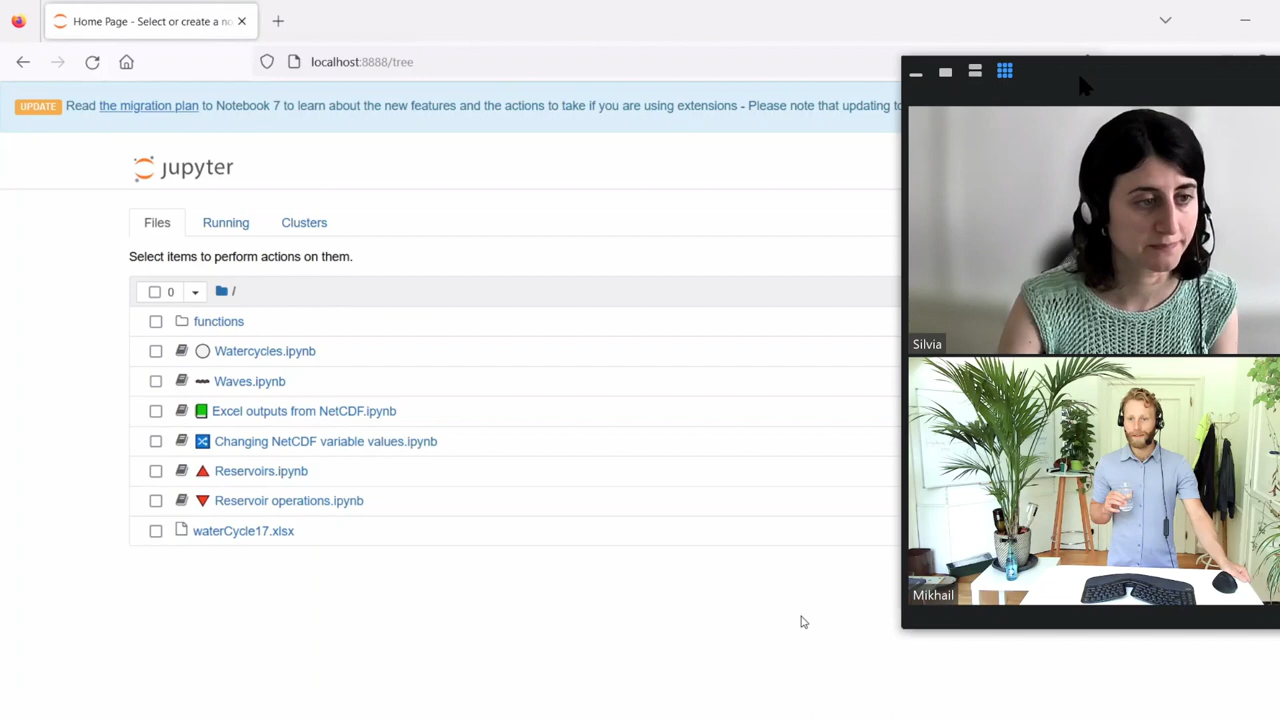 Home Page - Select or create a no
localhost:8888/tree
UPDATE Read the migration plan to Notebook 7 to learn about the new features and the actions to take if you are using extensions - Please note that updating to
jupyter
Files Running Clusters
Select items to perform actions on them.
0 /
functions
Watercycles.ipynb
Waves.ipynb
Excel outputs from NetCDF.ipynb
Changing NetCDF variable values.ipynb
Reservoirs.ipynb
Reservoir operations.ipynb
waterCycle17.xlsx
Silvia
Mikhail